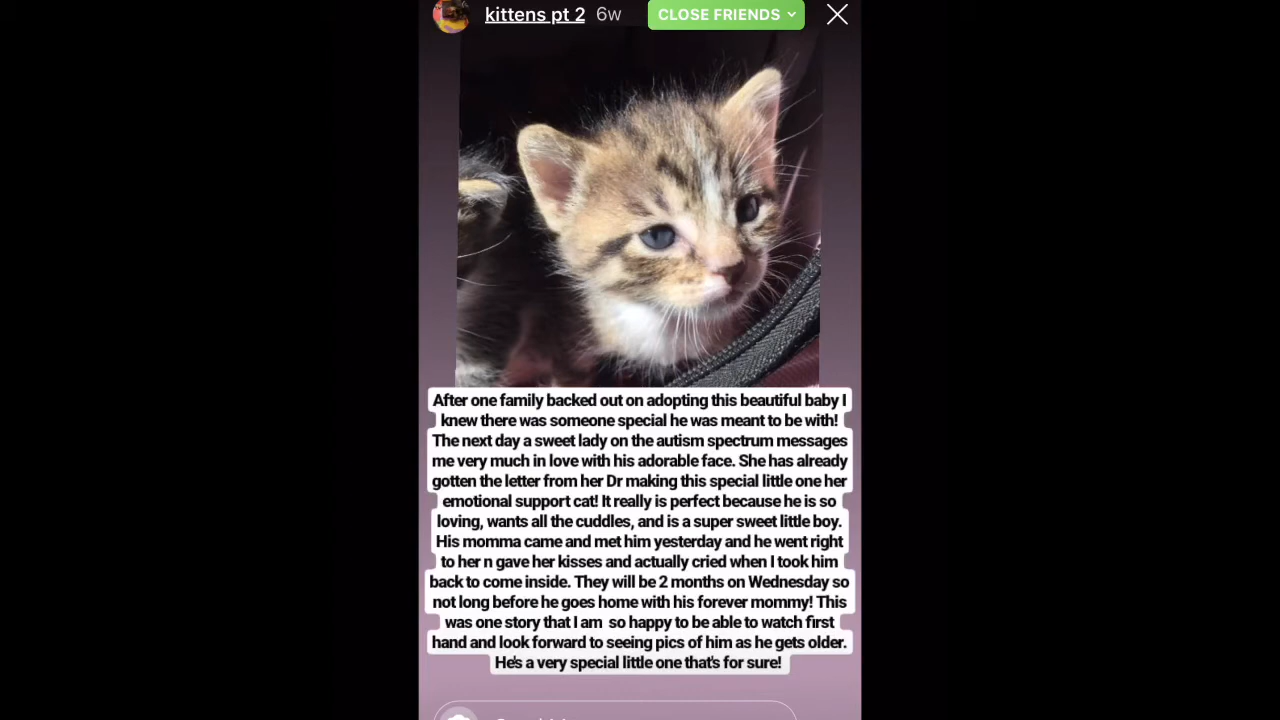 kittens pt 2 6w CLOSE FRIENDS
After one family backed out on adopting this beautiful baby I
knew there was someone special he was meant to be with!
The next day a sweet lady on the autism spectrum messages
me very much in love with his adorable face. She has already
gotten the letter from her Dr making this special little one her
emotional support cat! It really is perfect because he is so
loving, wants all the cuddles, and is a super sweet little boy.
His momma came and met him yesterday and he went right
to her n gave her kisses and actually cried when I took him
back to come inside. They will be 2 months on Wednesday so
not long before he goes home with his forever mommy! This
was one story that I am  so happy to be able to watch first
hand and look forward to seeing pics of him as he gets older.
He's a very special little one that's for sure!